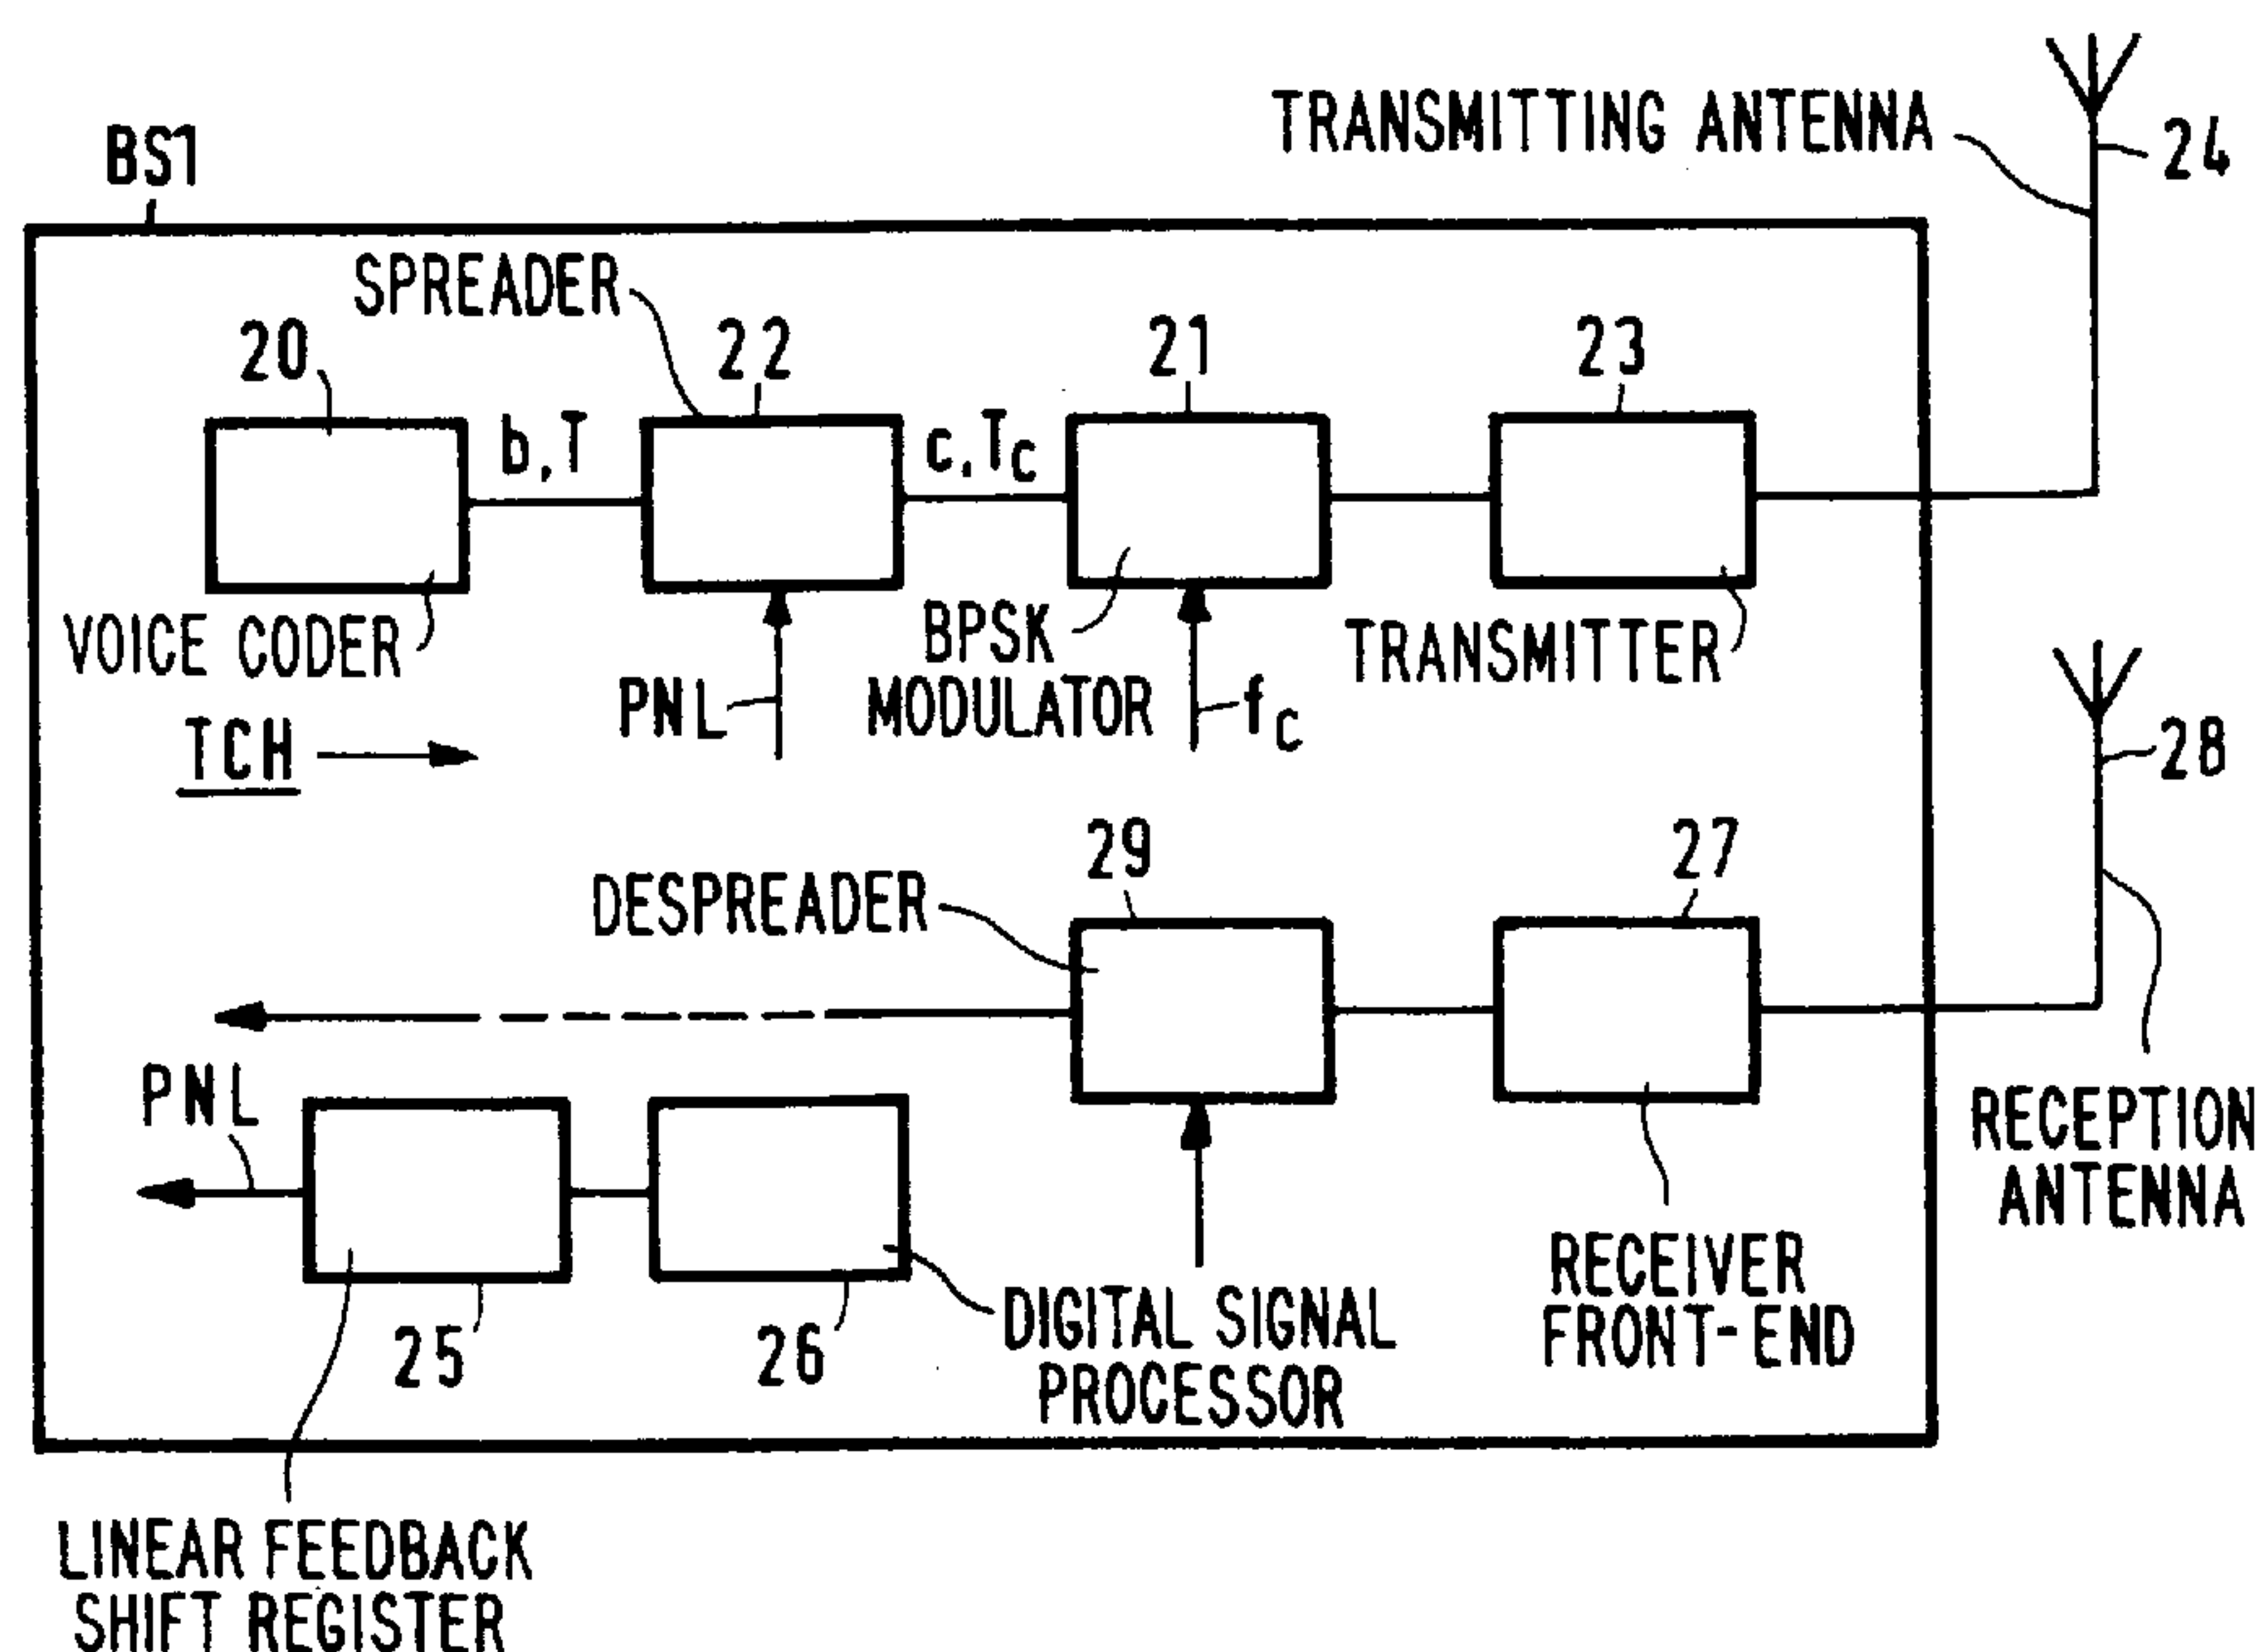 TRANSMITTING ANTENNA
24
BS1
SPREADER
20
22
21
23
b,T
c,Tc
VOICE CODER
BPSK
MODULATOR
TRANSMITTER
PNL
fc
TCH
28
29
27
DESPREADER
PNL
RECEPTION
ANTENNA
RECEIVER
FRONT-END
25
26
DIGITAL SIGNAL
PROCESSOR
LINEAR FEEDBACK
SHIFT REGISTER